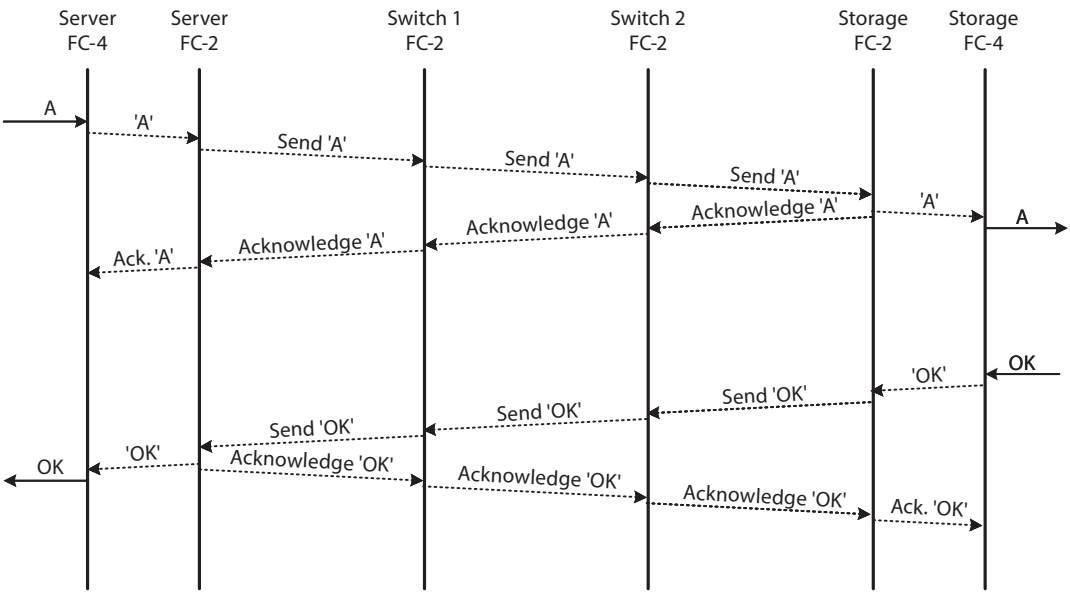 Server Server Switch 1 Switch 2 Storage Storage
FC-4 FC-2 FC-2 FC-2 FC-2 FC-4
A
'A'
Send 'A'
Send 'A'
Send 'A'
'A'
A
Acknowledge 'A'
Acknowledge 'A'
Acknowledge 'A'
Ack. 'A'
OK
'OK'
Send 'OK'
Send 'OK'
Send 'OK'
'OK'
OK
Acknowledge 'OK'
Acknowledge 'OK'
Acknowledge 'OK'
Ack. 'OK'